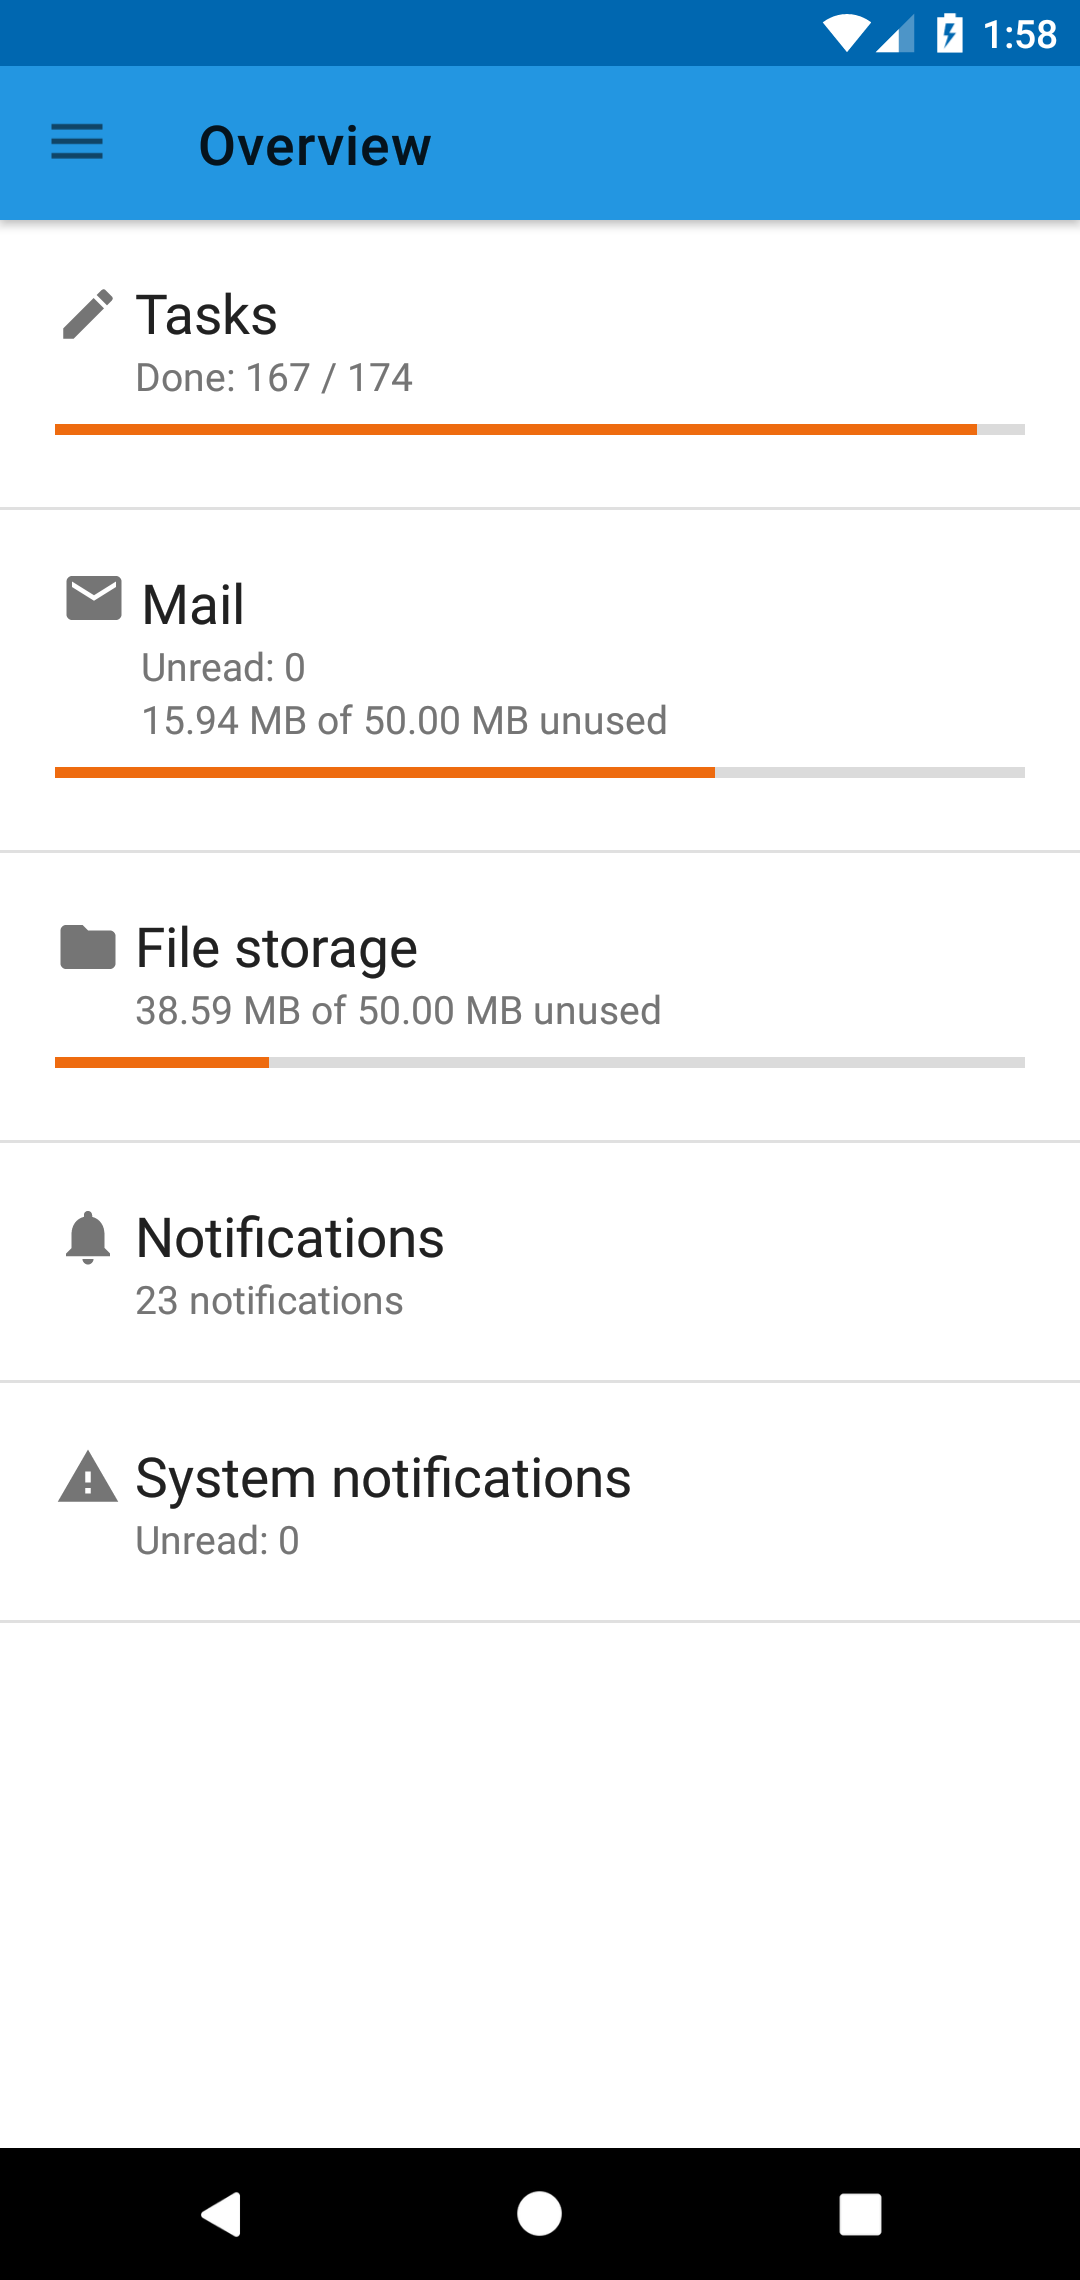 1:58
Overview
Tasks
Done: 167 / 174
Mail
Unread: 0
15.94 MB of 50.00 MB unused
File storage
38.59 MB of 50.00 MB unused
Notifications
23 notifications
System notifications
Unread: 0